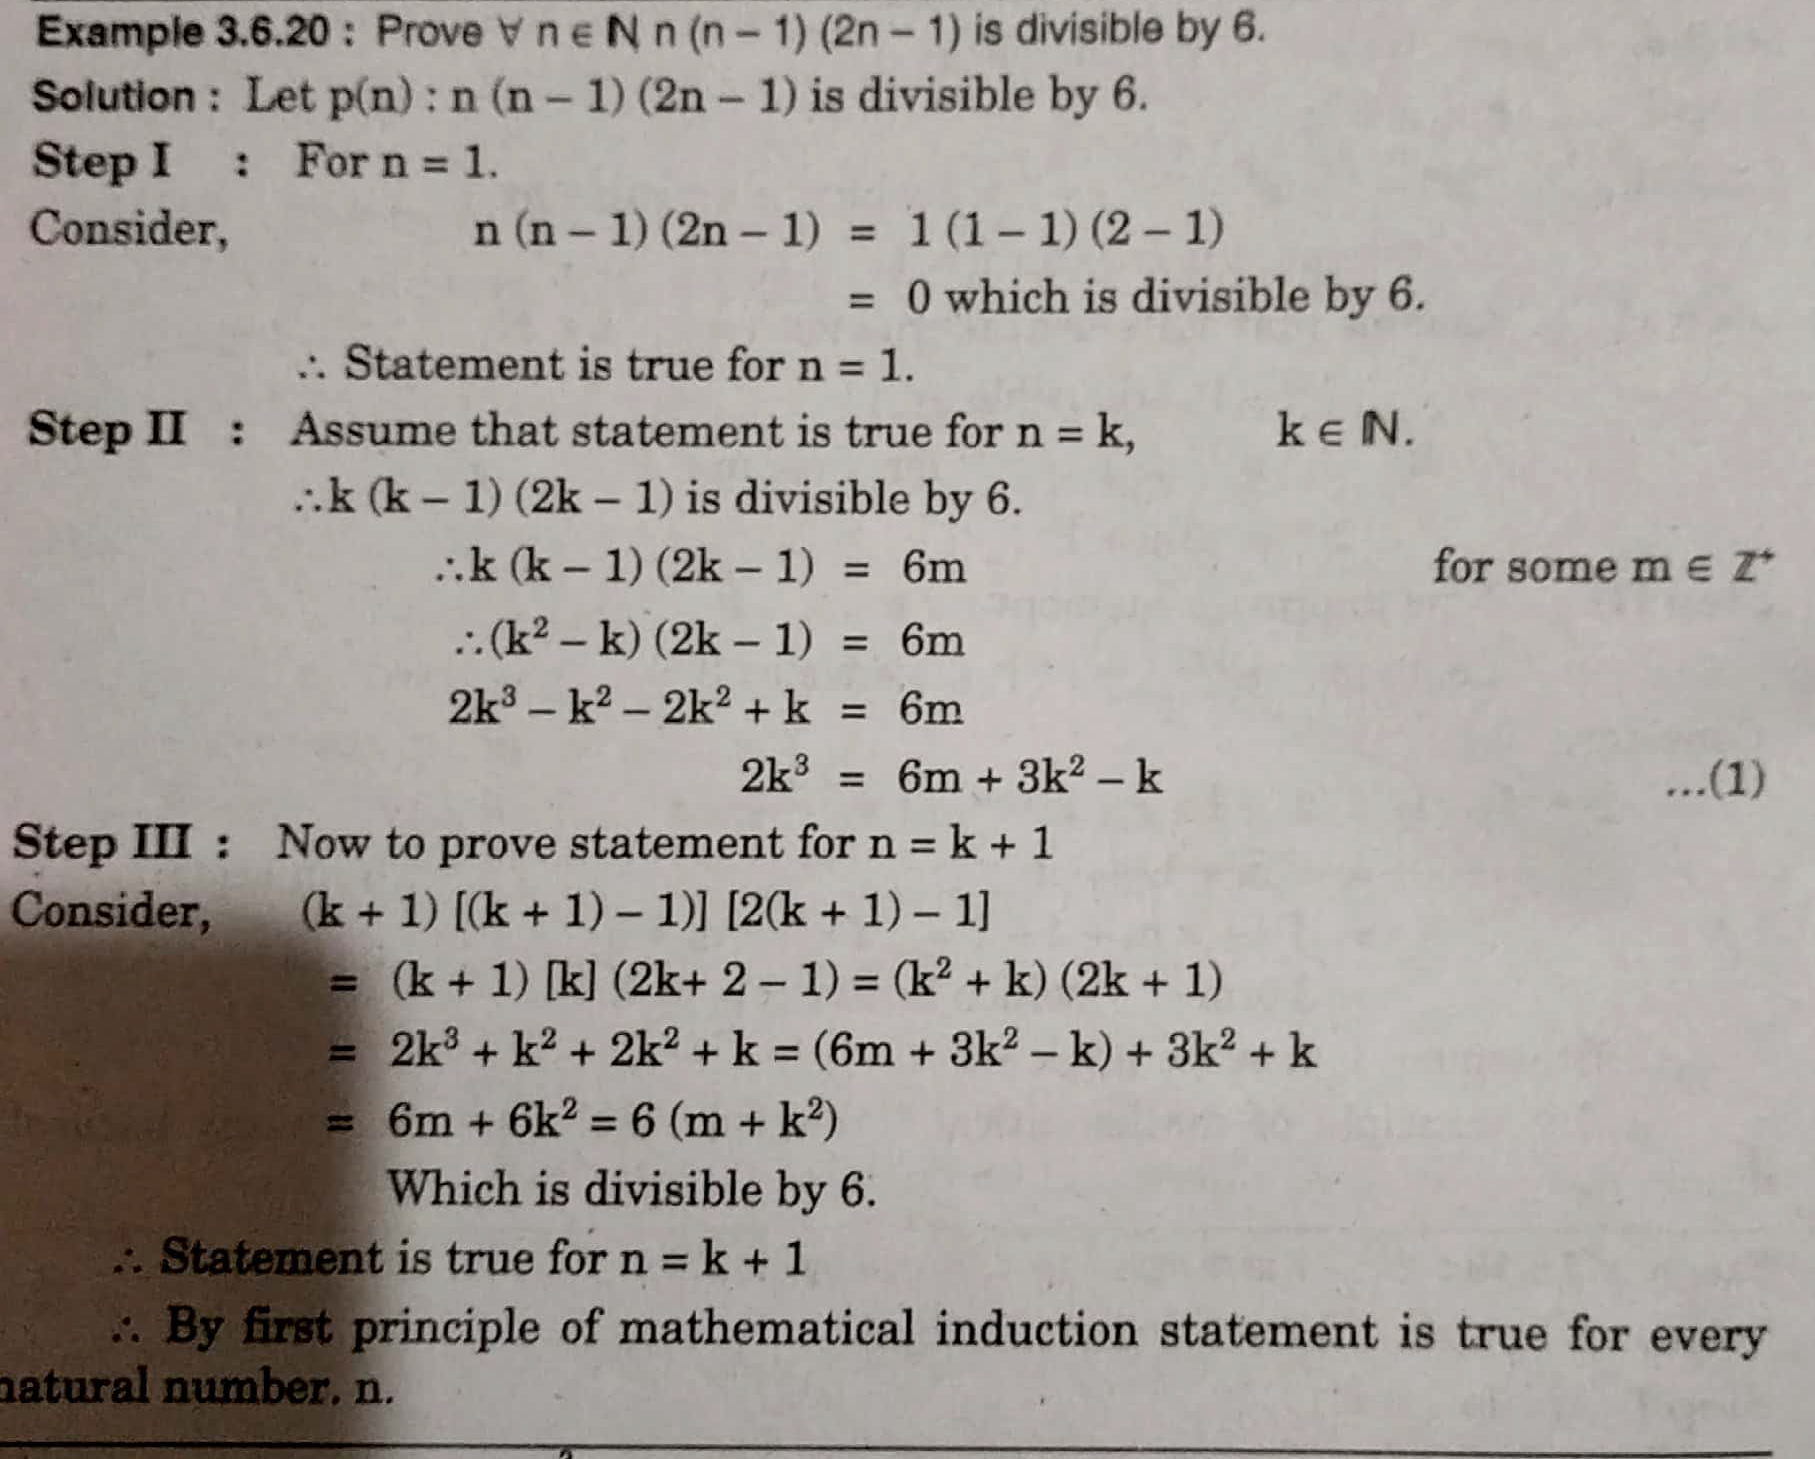 Example 3.6.20 : Prove ∀ n ∈ ℕ n (n – 1) (2n – 1) is divisible by 6.
Solution : Let p(n) : n (n – 1) (2n – 1) is divisible by 6.
Step I : For n = 1.
Consider, n (n – 1) (2n – 1) = 1 (1 – 1) (2 – 1)
= 0 which is divisible by 6.
∴ Statement is true for n = 1.
Step II : Assume that statement is true for n = k, k ∈ ℕ.
∴k (k – 1) (2k – 1) is divisible by 6.
∴k (k – 1) (2k – 1) = 6m for some m ∈ ℤ⁺
∴(k² – k) (2k – 1) = 6m
2k³ – k² – 2k² + k = 6m
2k³ = 6m + 3k² – k ...(1)
Step III : Now to prove statement for n = k + 1
Consider, (k + 1) [(k + 1) – 1)] [2(k + 1) – 1]
= (k + 1) [k] (2k+ 2 – 1) = (k² + k) (2k + 1)
= 2k³ + k² + 2k² + k = (6m + 3k² – k) + 3k² + k
= 6m + 6k² = 6 (m + k²)
Which is divisible by 6.
∴ Statement is true for n = k + 1
∴ By first principle of mathematical induction statement is true for every
natural number. n.